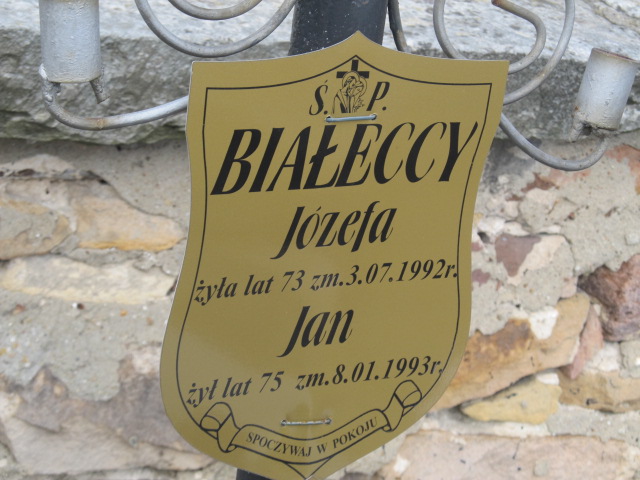 Ś. P.
BIAŁECCY
Józefa
żyła lat 73 zm.3.07.1992r.
Jan
żył lat 75 zm.8.01.1993r.
SPOCZYWAJ W POKOJU